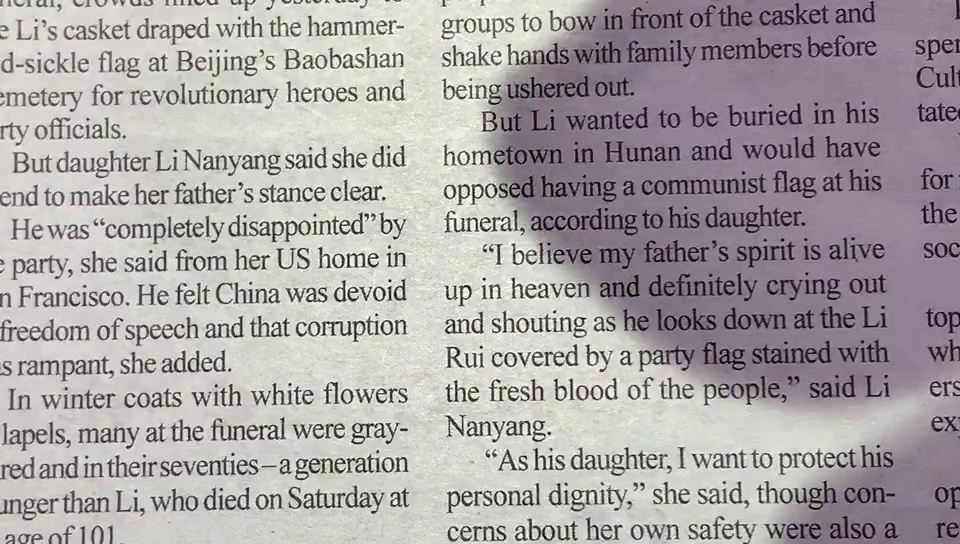 e Li's casket draped with the hammer-
d-sickle flag at Beijing's Baobashan
emetery for revolutionary heroes and
rty officials.
But daughter Li Nanyang said she did
end to make her father's stance clear.
He was “completely disappointed” by
e party, she said from her US home in
n Francisco. He felt China was devoid
freedom of speech and that corruption
s rampant, she added.
In winter coats with white flowers
lapels, many at the funeral were gray-
red and in their seventies – a generation
unger than Li, who died on Saturday at
age of 101.
groups to bow in front of the casket and
shake hands with family members before
being ushered out.
But Li wanted to be buried in his
hometown in Hunan and would have
opposed having a communist flag at his
funeral, according to his daughter.
“I believe my father's spirit is alive
up in heaven and definitely crying out
and shouting as he looks down at the Li
Rui covered by a party flag stained with
the fresh blood of the people,” said Li
Nanyang.
“As his daughter, I want to protect his
personal dignity,” she said, though con-
cerns about her own safety were also a
sper
Cult
tate
for
the
soc
top
wh
ers
ex
op
re